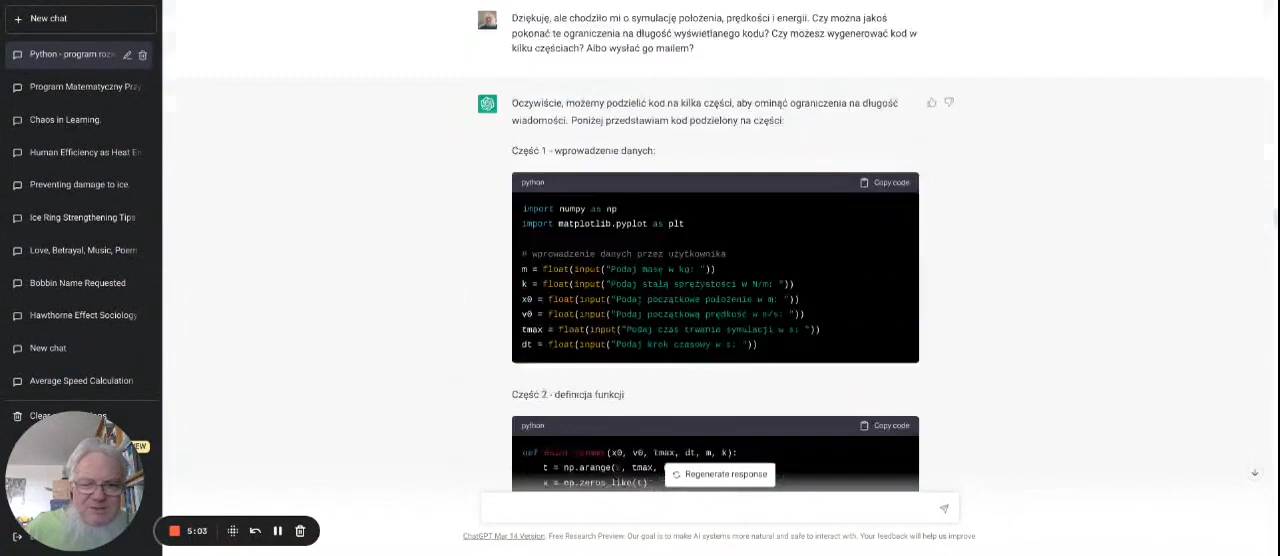 New chat
Python - program roz
Program Matematyczny Prz
Chaos in Learning.
Human Efficiency as Heat En
Preventing damage to ice.
Ice Ring Strengthening Tips
Love, Betrayal, Music, Poem
Bobbin Name Requested
Hawthorne Effect Sociology
New chat
Average Speed Calculation
Clear
NEW
5:03
Dziękuję, ale chodziło mi o symulację położenia, prędkości i energii. Czy można jakoś
pokonać te ograniczenia na długość wyświetlanego kodu? Czy możesz wygenerować kod w
kilku częściach? Albo wysłać go mailem?
Oczywiście, możemy podzielić kod na kilka części, aby ominąć ograniczenia na długość
wiadomości. Poniżej przedstawiam kod podzielony na części:
Część 1 - wprowadzenie danych:
python
Copy code
import numpy as np
import matplotlib.pyplot as plt
# wprowadzenie danych przez użytkownika
m = float(input("Podaj masę w kg: "))
k = float(input("Podaj stałą sprężystości w N/m: "))
x0 = float(input("Podaj początkowe położenie w m: "))
v0 = float(input("Podaj początkową prędkość w m/s: "))
tmax = float(input("Podaj czas trwania symulacji w s: "))
dt = float(input("Podaj krok czasowy w s: "))
Część 2 - definicja funkcji
python
Copy code
def (x0, v0, tmax, dt, m, k):
t = np.arange( , tmax,
x = np.zeros_like(t)
Regenerate response
ChatGPT Mar 14 Version. Free Research Preview. Our goal is to make AI systems more natural and safe to interact with. Your feedback will help us improve